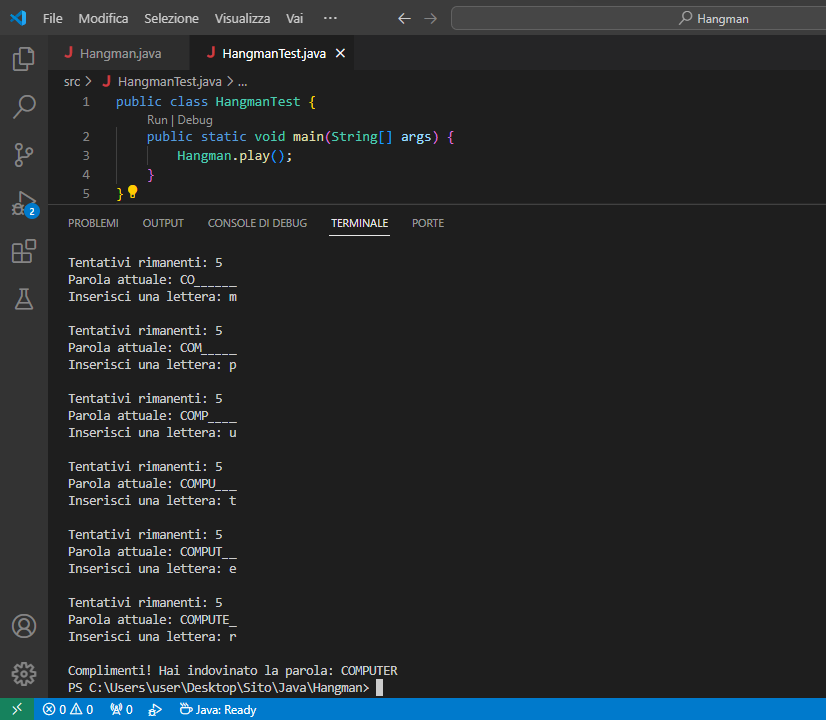 File Modifica Selezione Visualizza Vai ··· Hangman
J Hangman.java J HangmanTest.java
src > J HangmanTest.java > ...
1 public class HangmanTest {
Run | Debug
2 public static void main(String[] args) {
3 Hangman.play();
4 }
5 }
2
PROBLEMI OUTPUT CONSOLE DI DEBUG TERMINALE PORTE
Tentativi rimanenti: 5
Parola attuale: CO______
Inserisci una lettera: m
Tentativi rimanenti: 5
Parola attuale: COM_____
Inserisci una lettera: p
Tentativi rimanenti: 5
Parola attuale: COMP____
Inserisci una lettera: u
Tentativi rimanenti: 5
Parola attuale: COMPU___
Inserisci una lettera: t
Tentativi rimanenti: 5
Parola attuale: COMPUT__
Inserisci una lettera: e
Tentativi rimanenti: 5
Parola attuale: COMPUTE_
Inserisci una lettera: r
Complimenti! Hai indovinato la parola: COMPUTER
PS C:\Users\user\Desktop\Sito\Java\Hangman>
0 0 0 Java: Ready